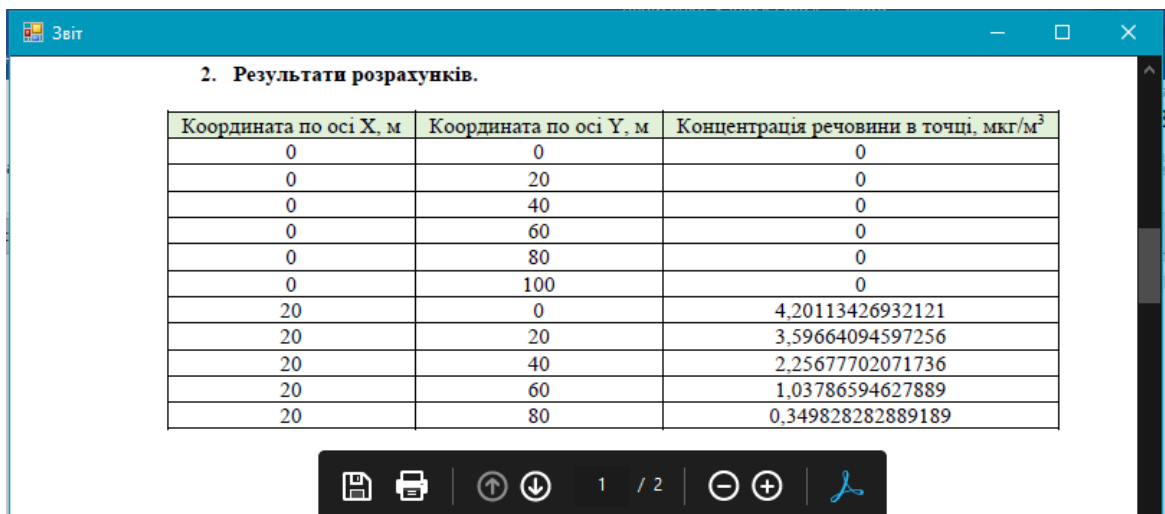 Звіт
2. Результати розрахунків.
Координата по осі X, м Координата по осі Y, м Концентрація речовини в точці, мкг/м³
0 0 0
0 20 0
0 40 0
0 60 0
0 80 0
0 100 0
20 0 4,20113426932121
20 20 3,59664094597256
20 40 2,25677702071736
20 60 1,03786594627889
20 80 0,349828282889189
1 / 2